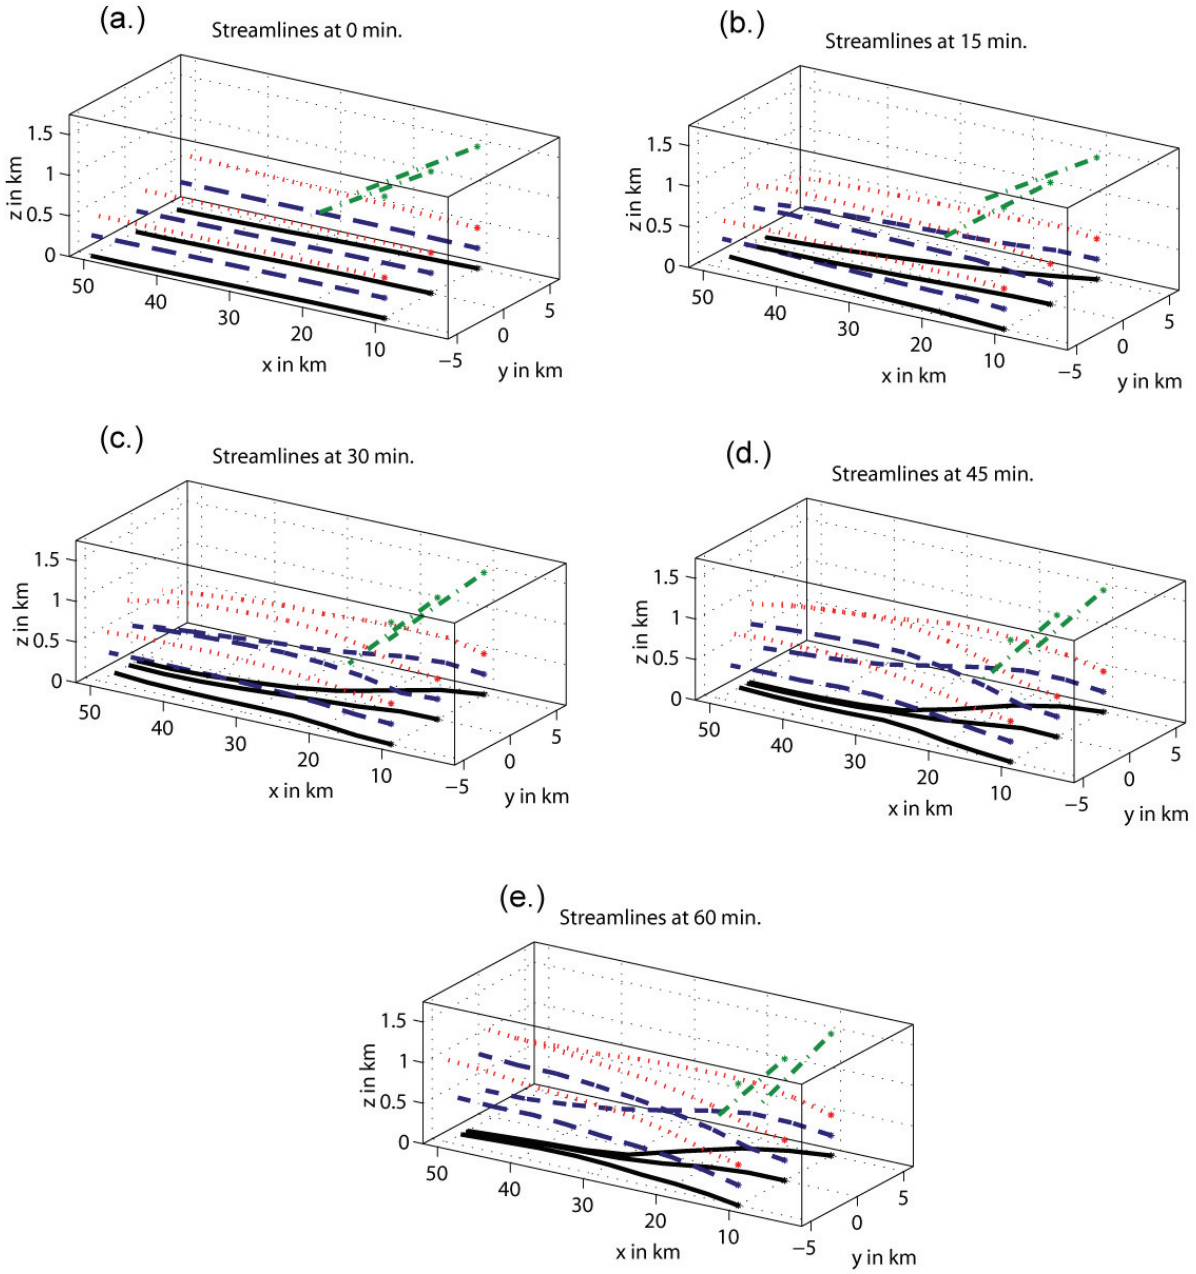 (a.)
Streamlines at 0 min.
1.5
1
0.5
0
z in km
50
40
30
20
10
x in km
−5
0
5
y in km
(b.)
Streamlines at 15 min.
1.5
1
0.5
0
z in km
50
40
30
20
10
x in km
−5
0
5
y in km
(c.)
Streamlines at 30 min.
1.5
1
0.5
0
z in km
50
40
30
20
10
x in km
−5
0
5
y in km
(d.)
Streamlines at 45 min.
1.5
1
0.5
0
z in km
50
40
30
20
10
x in km
−5
0
5
y in km
(e.)
Streamlines at 60 min.
1.5
1
0.5
0
z in km
50
40
30
20
10
x in km
−5
0
5
y in km